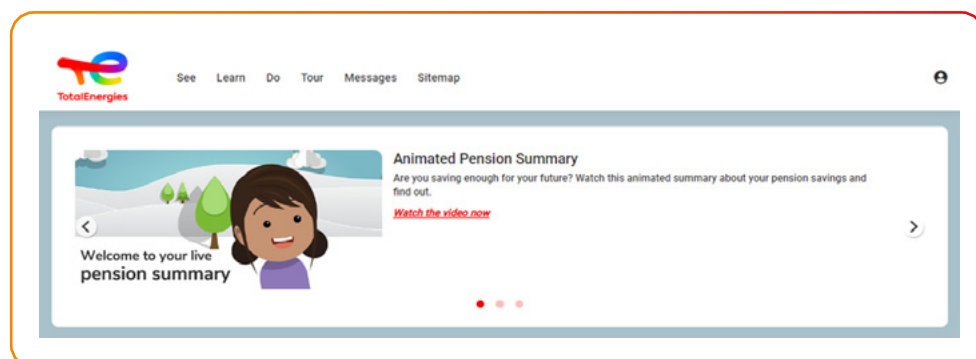 TotalEnergies
See Learn Do Tour Messages Sitemap
Animated Pension Summary
Are you saving enough for your future? Watch this animated summary about your pension savings and
find out.
Watch the video now
Welcome to your live
pension summary